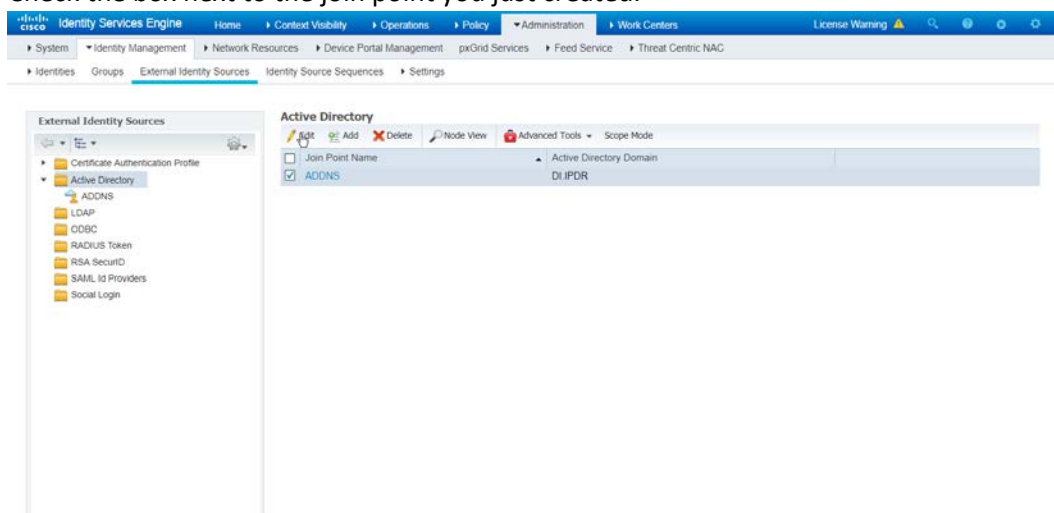 Check the box next to the join point you just created.
CISCO Identity Services Engine Home Context Visibility Operations Policy Administration Work Centers License Warning
System Identity Management Network Resources Device Portal Management pxGrid Services Feed Service Threat Centric NAC
Identities Groups External Identity Sources Identity Source Sequences Settings
External Identity Sources
Certificate Authentication Profile
Active Directory
ADDNS
LDAP
ODBC
RADIUS Token
RSA SecurID
SAML Id Providers
Social Login
Active Directory
Edit Add Delete Node View Advanced Tools Scope Mode
Join Point Name Active Directory Domain
ADDNS DI.IPDR